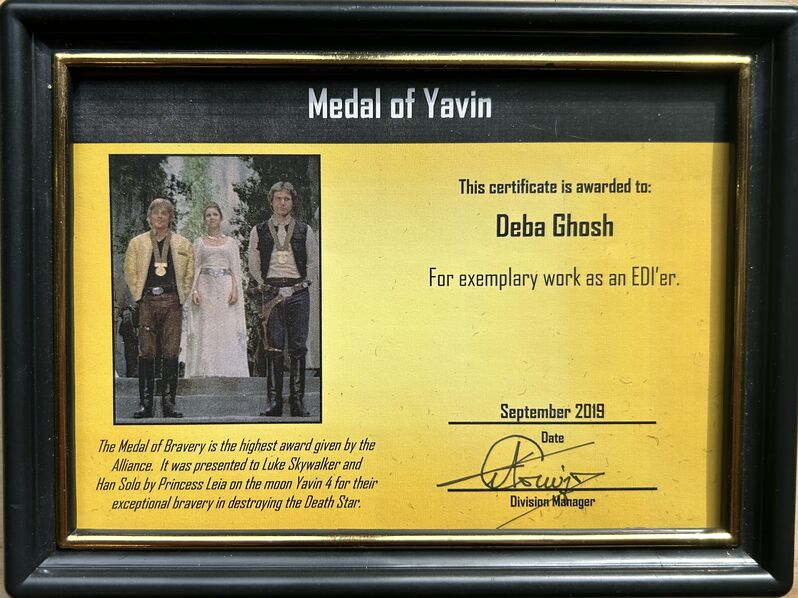 Medal of Yavin
This certificate is awarded to:
Deba Ghosh
For exemplary work as an EDI'er.
September 2019
Date
Division Manager
The Medal of Bravery is the highest award given by the
Alliance. It was presented to Luke Skywalker and
Han Solo by Princess Leia on the moon Yavin 4 for their
exceptional bravery in destroying the Death Star.